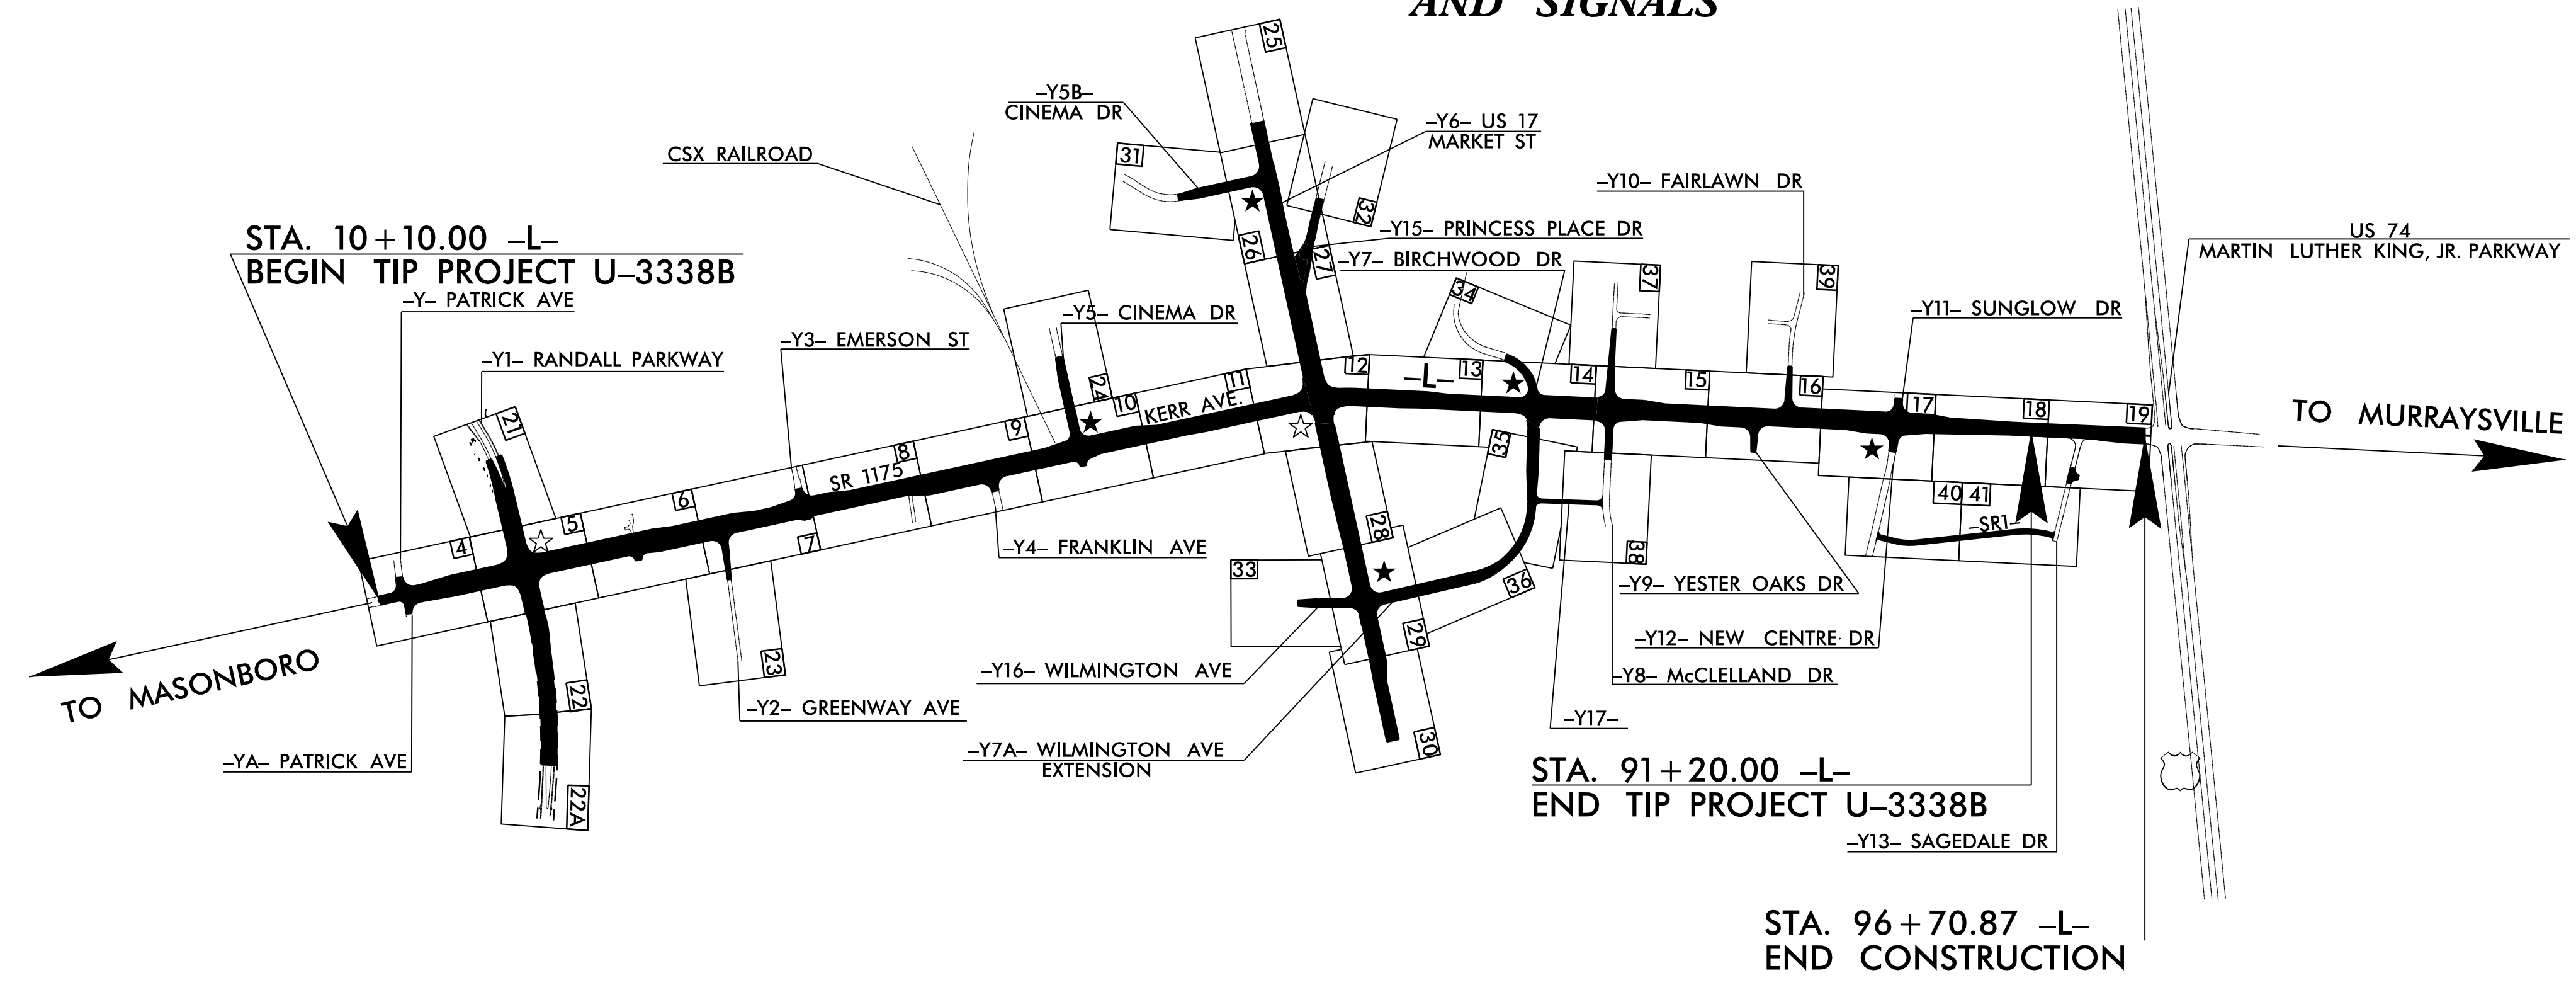 AND SIGNALS
25
–Y5B–
CINEMA DR
–Y6– US 17
MARKET ST
CSX RAILROAD
31
–Y10– FAIRLAWN DR
32
STA. 10+10.00 –L–
BEGIN TIP PROJECT U–3338B
–Y15– PRINCESS PLACE DR
US 74
MARTIN LUTHER KING, JR. PARKWAY
26
27
–Y7– BIRCHWOOD DR
37
39
34
–Y– PATRICK AVE
–Y5– CINEMA DR
–Y11– SUNGLOW DR
–Y3– EMERSON ST
–Y1– RANDALL PARKWAY
12
–L–
13
14
15
16
17
18
19
24
10
11
KERR AVE.
TO MURRAYSVILLE
21
9
8
SR 1175
35
6
40
41
–SR1–
5
4
7
28
–Y4– FRANKLIN AVE
38
33
36
–Y9– YESTER OAKS DR
29
–Y12– NEW CENTRE DR
TO MASONBORO
23
–Y16– WILMINGTON AVE
–Y8– McCLELLAND DR
22
–Y2– GREENWAY AVE
–Y17–
30
–YA– PATRICK AVE
–Y7A– WILMINGTON AVE
EXTENSION
STA. 91+20.00 –L–
END TIP PROJECT U–3338B
22A
–Y13– SAGEDALE DR
STA. 96+70.87 –L–
END CONSTRUCTION